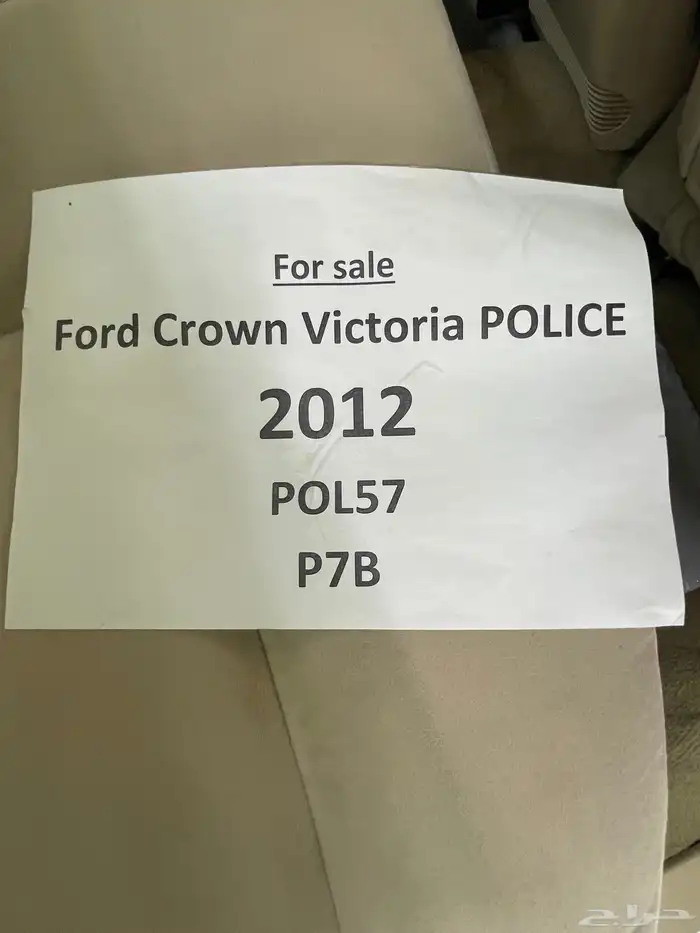 For sale
Ford Crown Victoria POLICE
2012
POL57
P7B
حراج